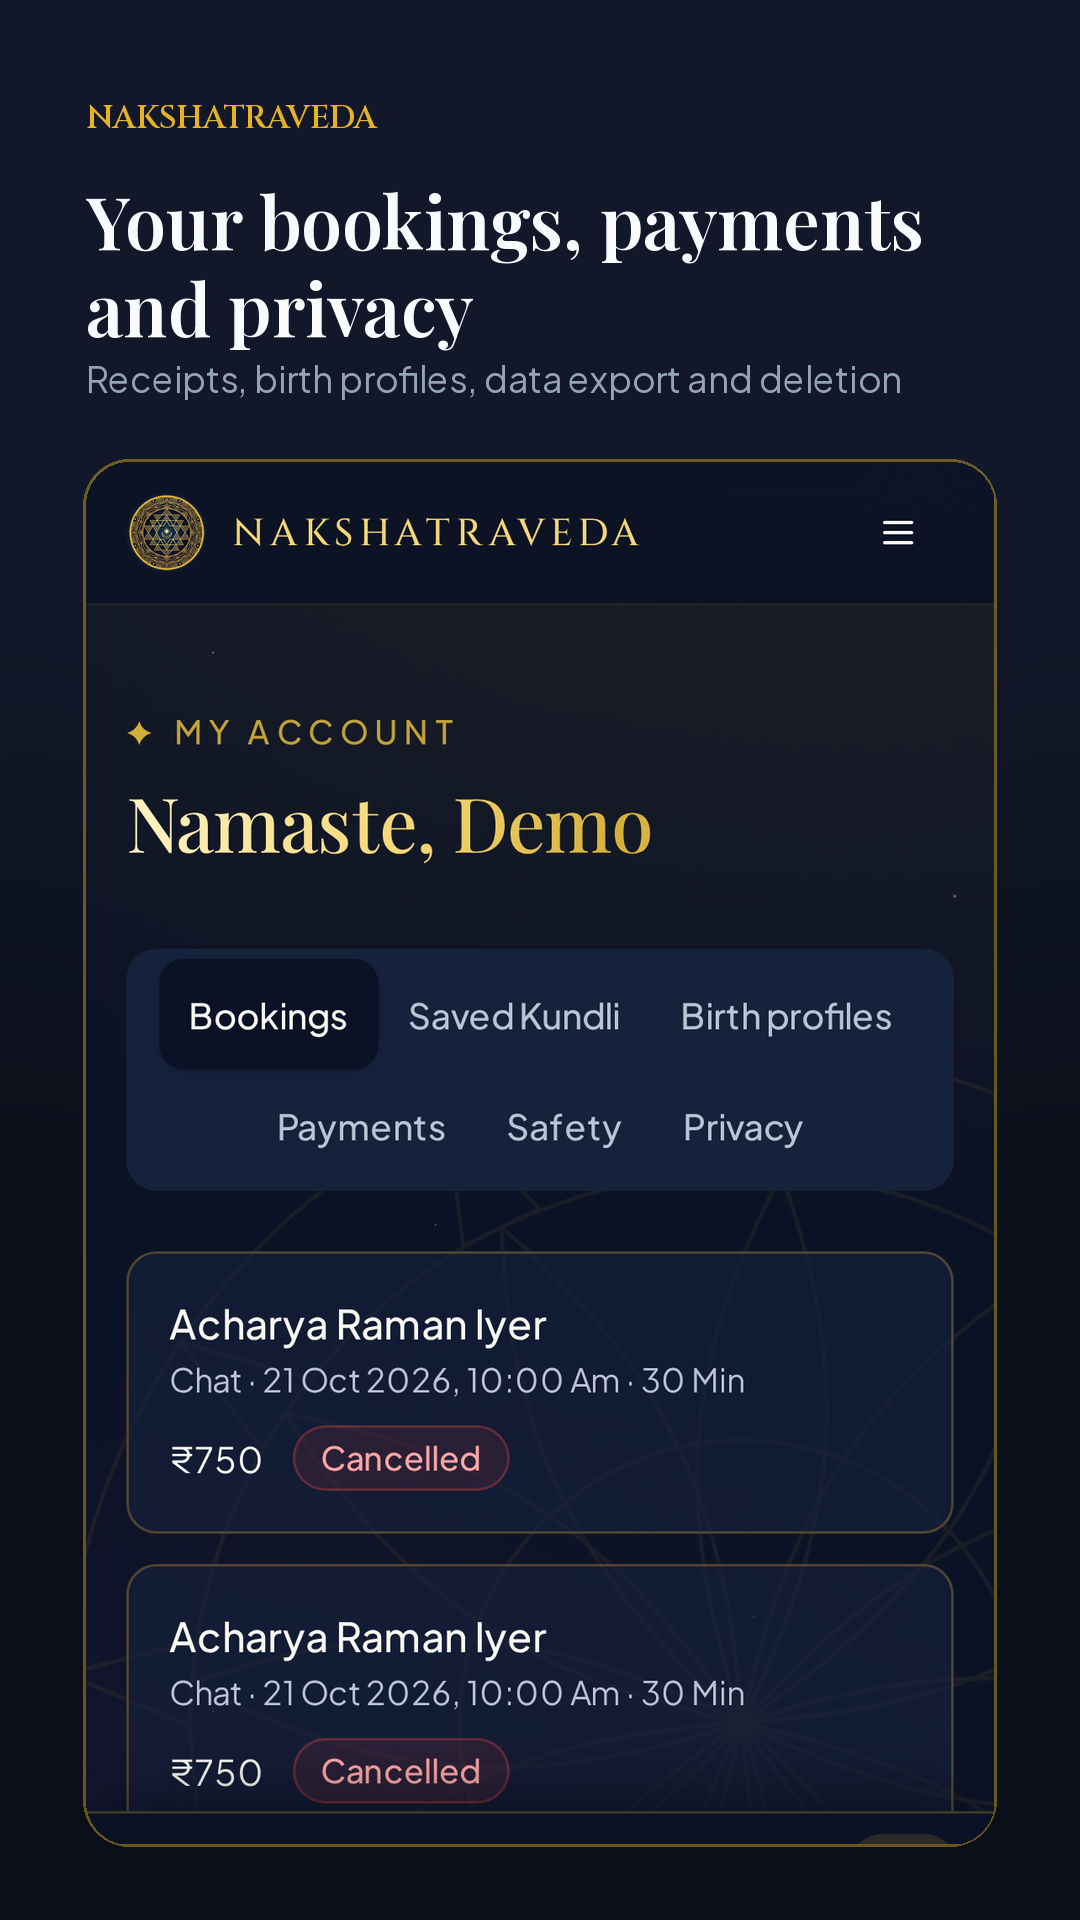 NAKSHATRAVEDA
Your bookings, payments
and privacy
Receipts, birth profiles, data export and deletion
NAKSHATRAVEDA
MY ACCOUNT
Namaste, Demo
Bookings Saved Kundli Birth profiles
Payments Safety Privacy
Acharya Raman Iyer
Chat · 21 Oct 2026, 10:00 Am · 30 Min
₹750 Cancelled
Acharya Raman Iyer
Chat · 21 Oct 2026, 10:00 Am · 30 Min
₹750 Cancelled